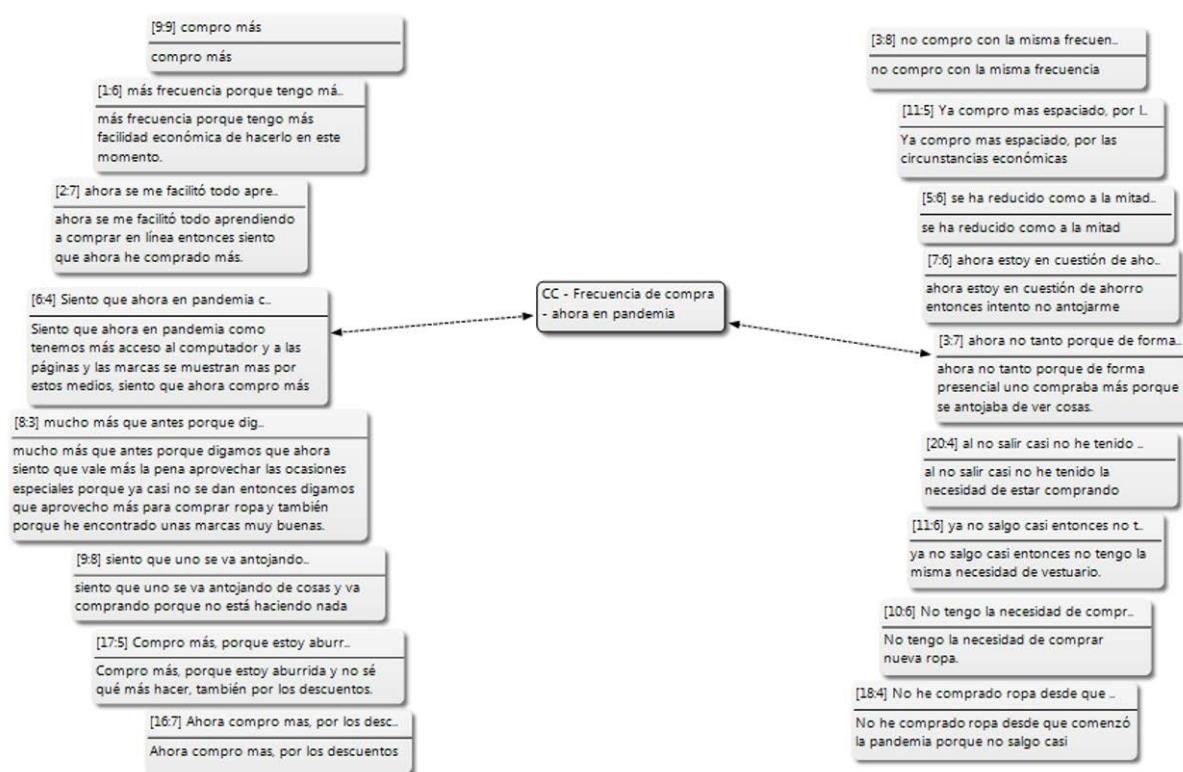 [9:9] compro más
compro más
[1:6] más frecuencia porque tengo má..
más frecuencia porque tengo más
facilidad económica de hacerlo en este
momento.
[2:7] ahora se me facilitó todo apre..
ahora se me facilitó todo aprendiendo
a comprar en línea entonces siento
que ahora he comprado más.
[6:4] Siento que ahora en pandemia c..
Siento que ahora en pandemia como
tenemos más acceso al computador y a las
páginas y las marcas se muestran mas por
estos medios, siento que ahora compro más
[8:3] mucho más que antes porque dig..
mucho más que antes porque digamos que ahora
siento que vale más la pena aprovechar las ocasiones
especiales porque ya casi no se dan entonces digamos
que aprovecho más para comprar ropa y también
porque he encontrado unas marcas muy buenas.
[9:8] siento que uno se va antojando..
siento que uno se va antojando de cosas y va
comprando porque no está haciendo nada
[17:5] Compro más, porque estoy aburr..
Compro más, porque estoy aburrida y no sé
qué más hacer, también por los descuentos.
[16:7] Ahora compro mas, por los desc..
Ahora compro mas, por los descuentos
CC - Frecuencia de compra
- ahora en pandemia
[3:8] no compro con la misma frecuen..
no compro con la misma frecuencia
[11:5] Ya compro mas espaciado, por l..
Ya compro mas espaciado, por las
circunstancias económicas
[5:6] se ha reducido como a la mitad..
se ha reducido como a la mitad
[7:6] ahora estoy en cuestión de aho..
ahora estoy en cuestión de ahorro
entonces intento no antojarme
[3:7] ahora no tanto porque de forma..
ahora no tanto porque de forma
presencial uno compraba más porque
se antojaba de ver cosas.
[20:4] al no salir casi no he tenido ..
al no salir casi no he tenido la
necesidad de estar comprando
[11:6] ya no salgo casi entonces no t..
ya no salgo casi entonces no tengo la
misma necesidad de vestuario.
[10:6] No tengo la necesidad de compr..
No tengo la necesidad de comprar
nueva ropa.
[18:4] No he comprado ropa desde que ..
No he comprado ropa desde que comenzó
la pandemia porque no salgo casi